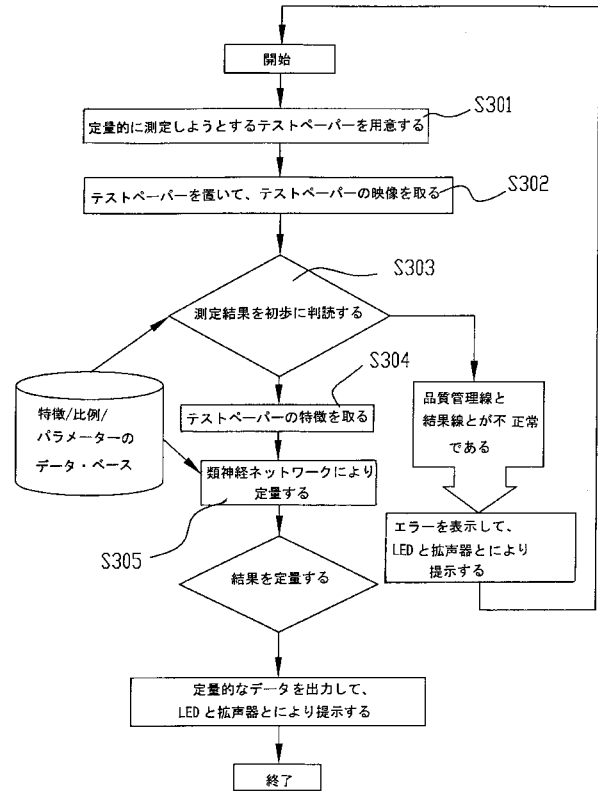 開始
S301
定量的に測定しようとするテストペーパーを用意する
S302
テストペーパーを置いて、テストペーパーの映像を取る
S303
測定結果を初歩に判読する
S304
テストペーパーの特徴を取る
特徴/比例/
パラメーターの
データ・ベース
品質管理線と
結果線とが不 正常
である
類神経ネットワークにより
定量する
S305
エラーを表示して、
LEDと拡声器とにより
提示する
結果を定量する
定量的なデータを出力して、
LEDと拡声器とにより提示する
終了